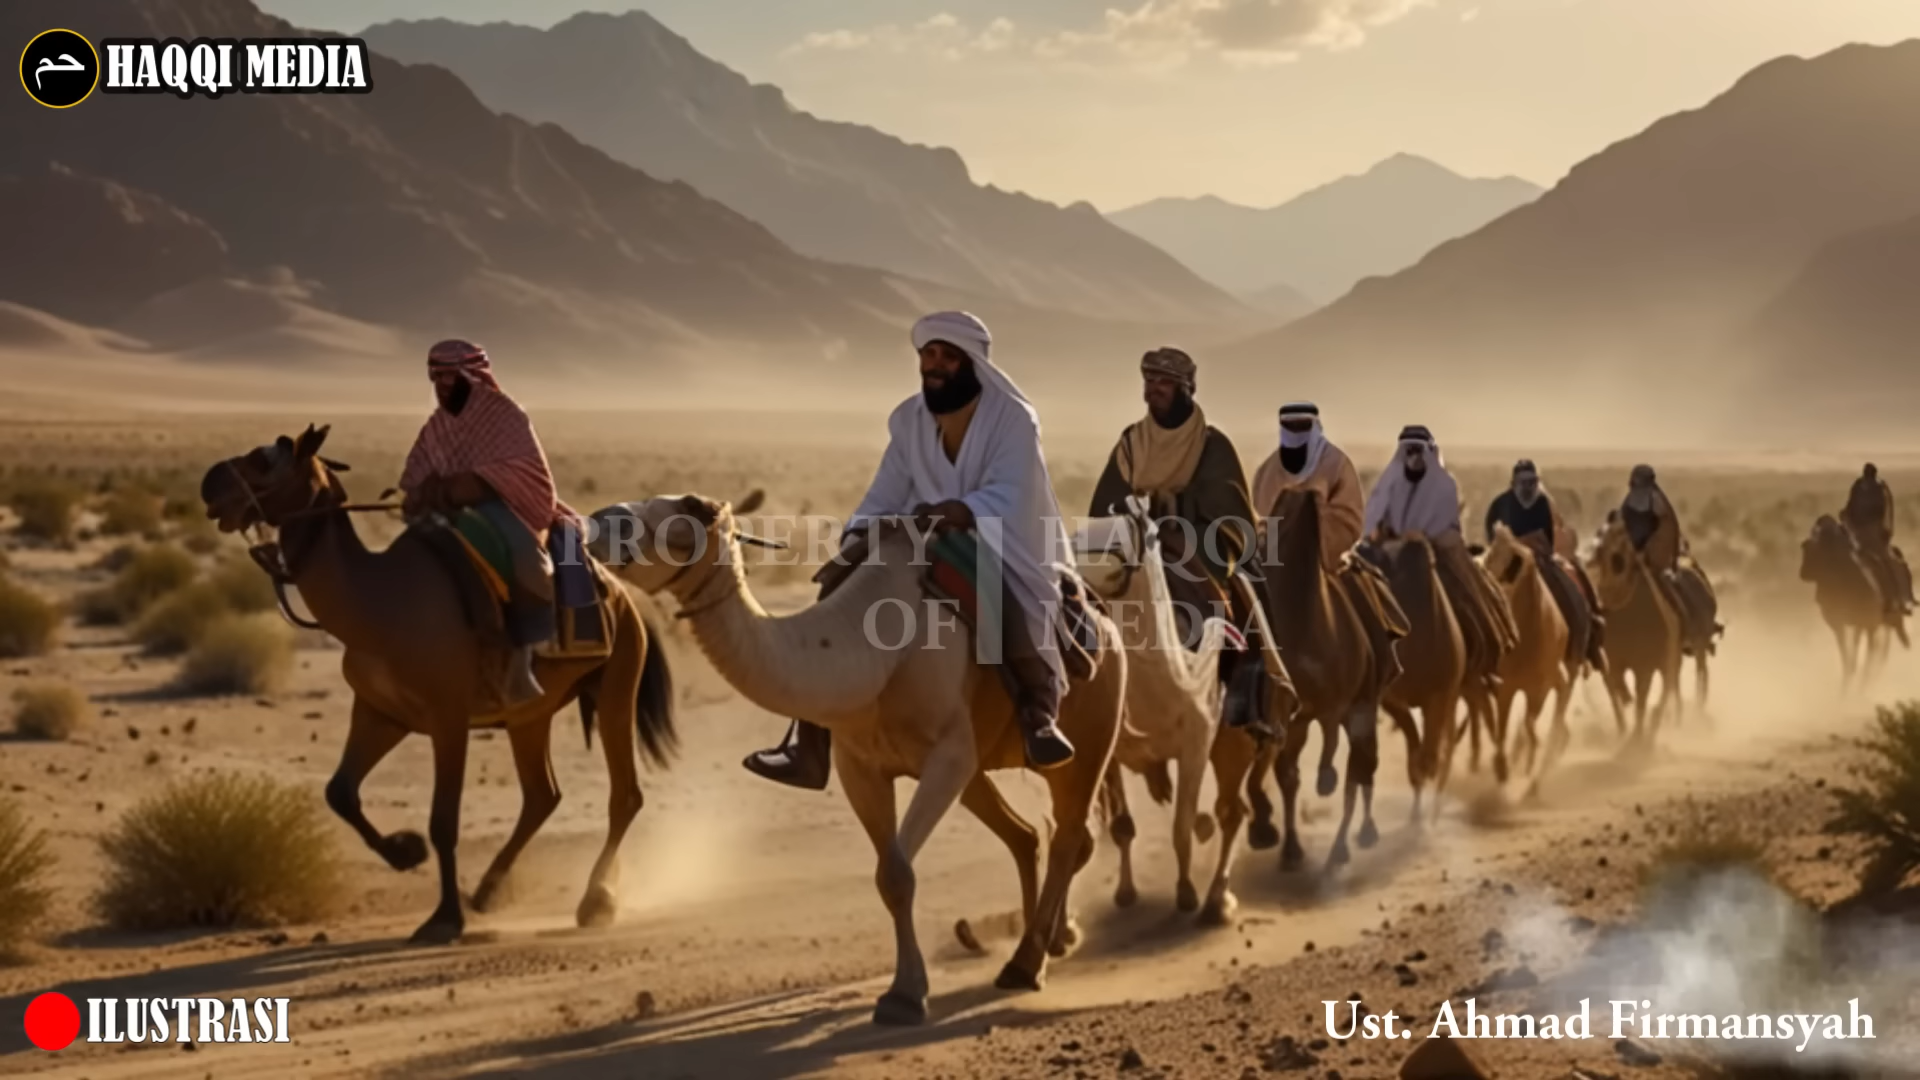 حم
HAQQI MEDIA
PROPERTY HAQQI
OF MEDIA
ILUSTRASI
Ust. Ahmad Firmansyah